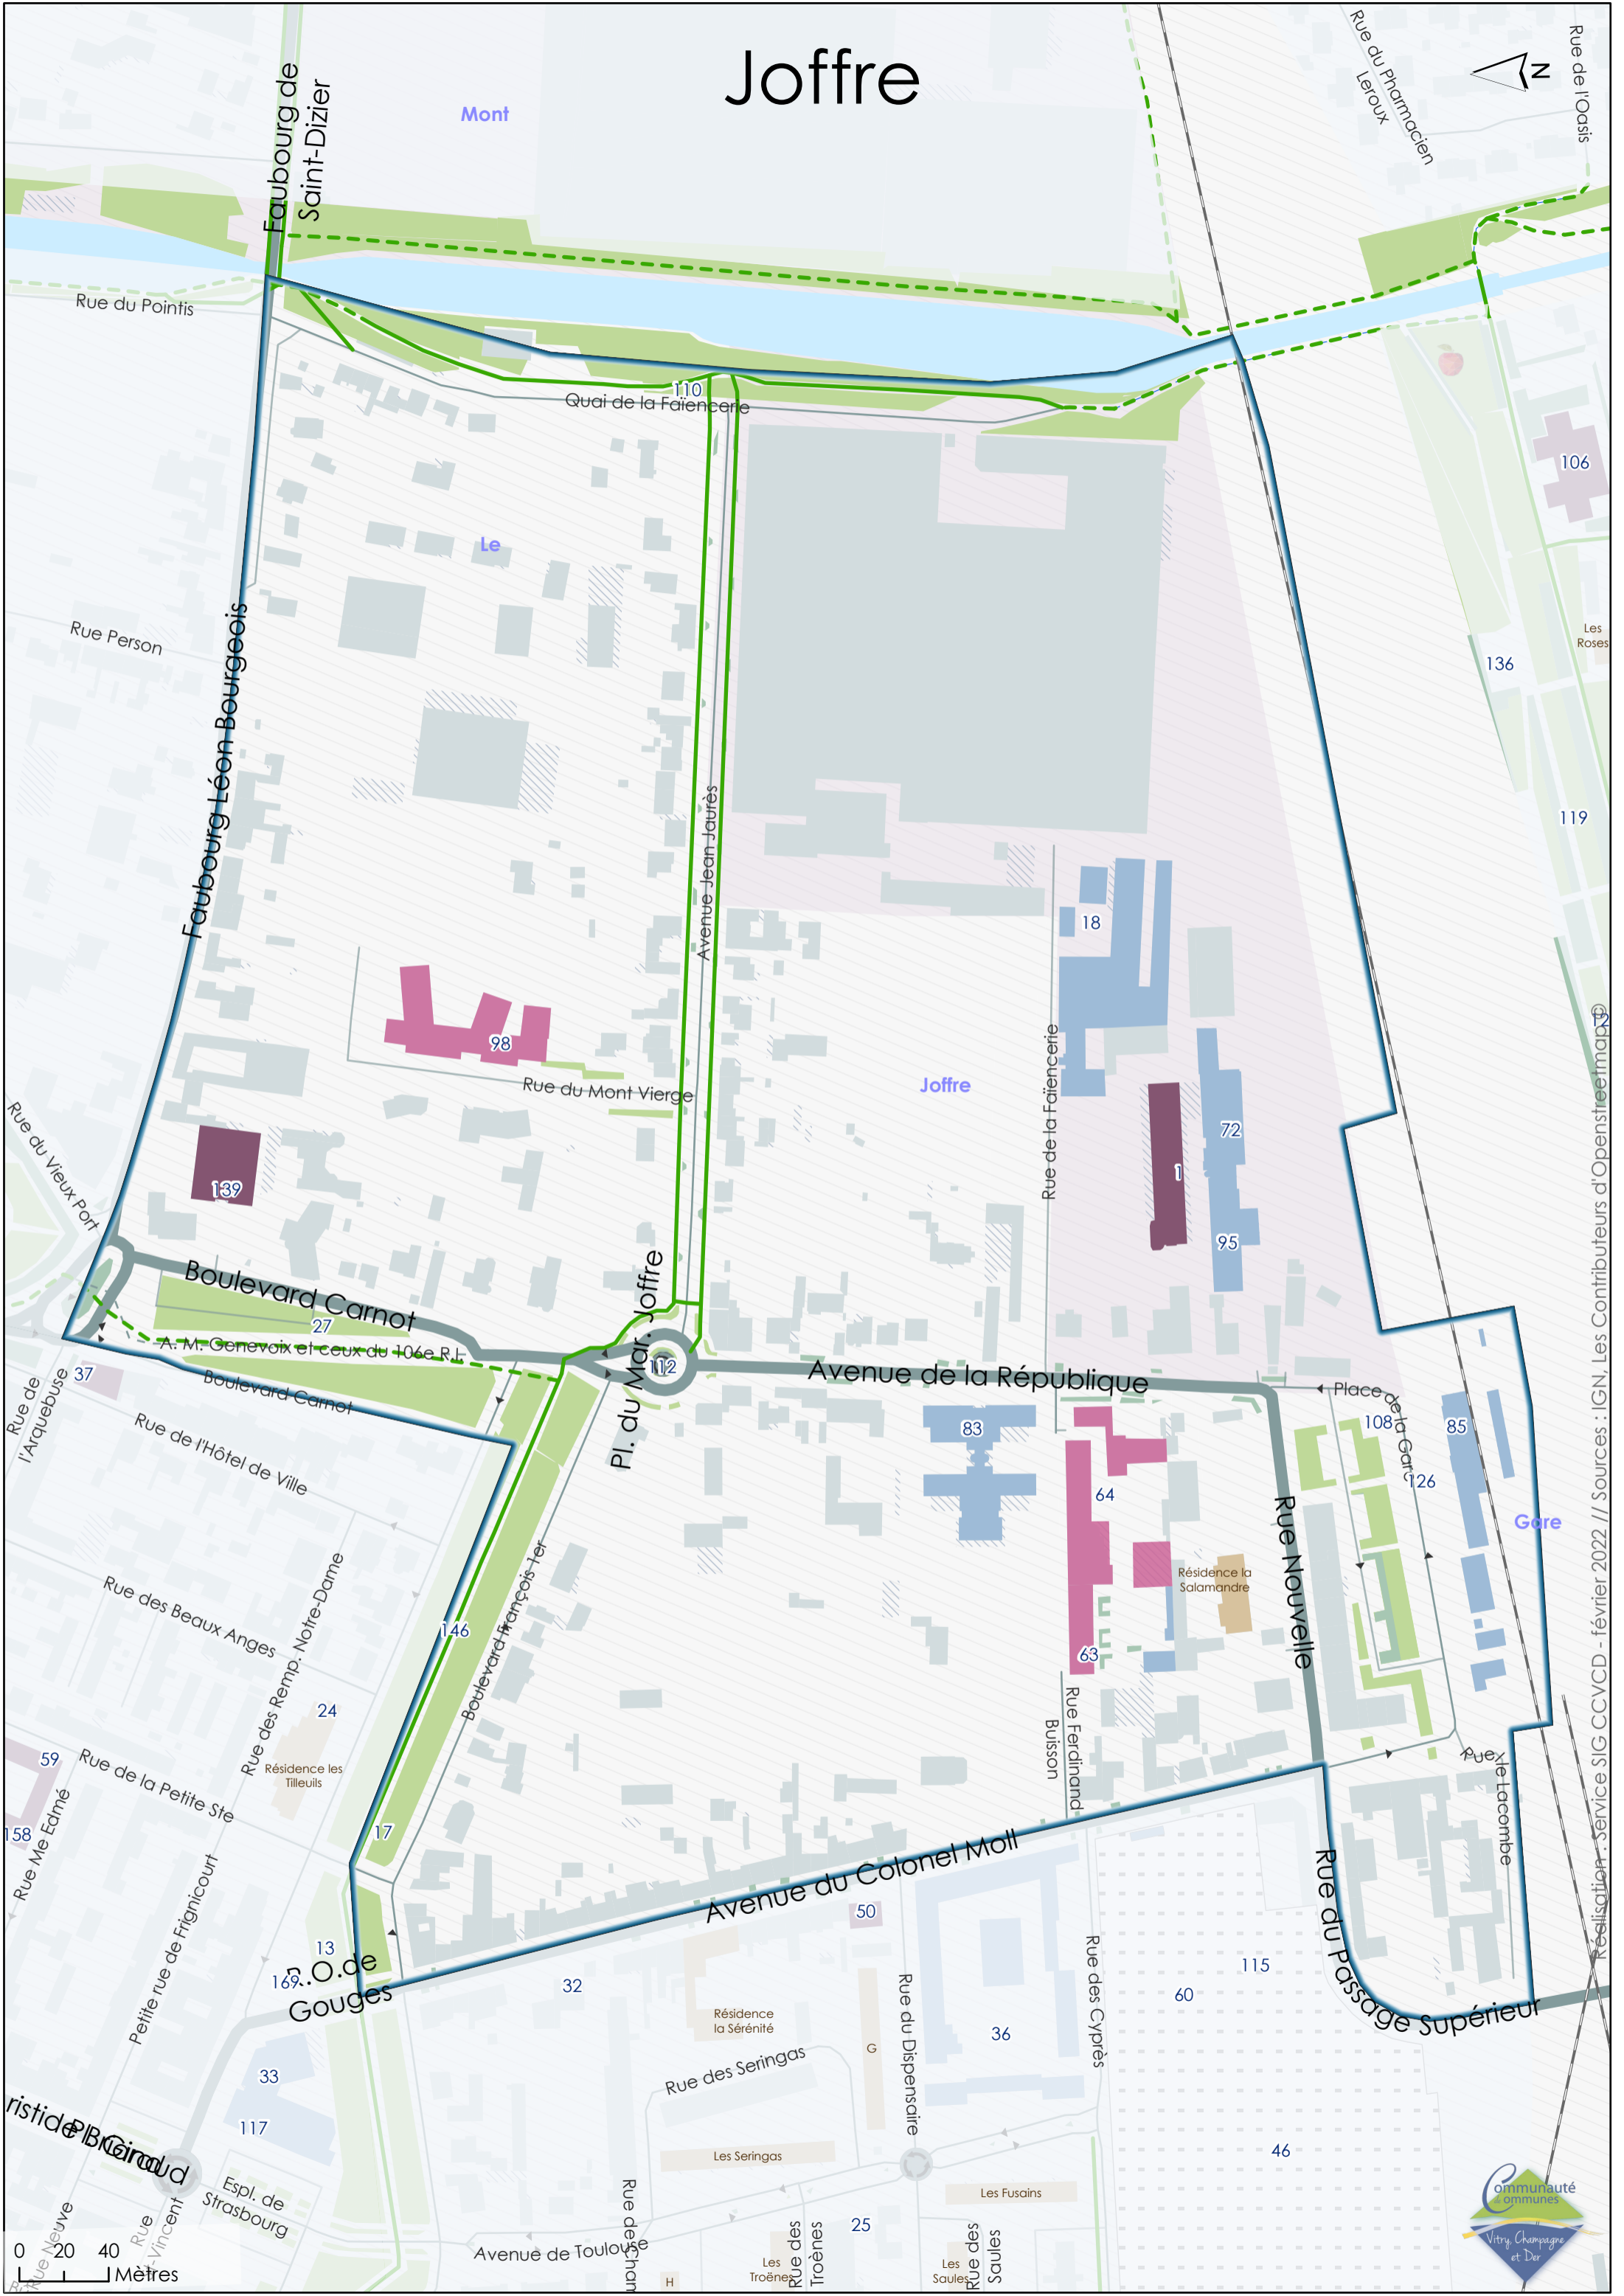 Joffre
N
Rue du Pharmacien
Leroux
Rue de l'Oasis
Faubourg de
Saint-Dizier
Mont
Rue du Pointis
110
Quai de la Faïencerie
106
Le
Les
Roses
136
Rue Person
Faubourg Léon Bourgeois
119
Avenue Jean Jaurès
18
98
Rue du Mont Vierge
Joffre
Rue de la Faïencerie
Rue du Vieux Port
72
1
139
95
Boulevard Carnot
27
A. M. Genevoix et ceux du 106e R.I.
Boulevard Carnot
37
Rue de
l'Arquebuse
Pl. du Mar. Joffre
112
Avenue de la République
Place de la Gare
108
85
126
Gare
83
64
Rue de l'Hôtel de Ville
Rue Nouvelle
Résidence la
Salamandre
Boulevard François 1er
Rue des Beaux Anges
Rue des Remp. Notre-Dame
146
63
24
Résidence les
Tilleuils
Rue Ferdinand
Buisson
59
Rue de la Petite Ste
158
Rue Me Edmé
17
Avenue du Colonel Moll
50
Petite rue de Frignicourt
13
169
.O.de
Gouges
32
Rue du Passage Supérieur
le Lacombe
115
60
Rue des Cyprès
36
Rue du Dispensaire
Résidence
la Sérénité
G
Rue des Seringas
Les Seringas
33
117
46
Espl. de
Strasbourg
Les Fusains
25
Avenue de Toulouse
Les
Troënes
Rue des
Troënes
Les
Saules
Rue des
Saules
H
Rue Neuve
0 20 40
Mètres
Réalisation : Service SIG CCVCD - février 2022 // Sources : IGN, Les Contributeurs d'Openstreetmap ©
Communauté
de communes
Vitry, Champagne
et Der